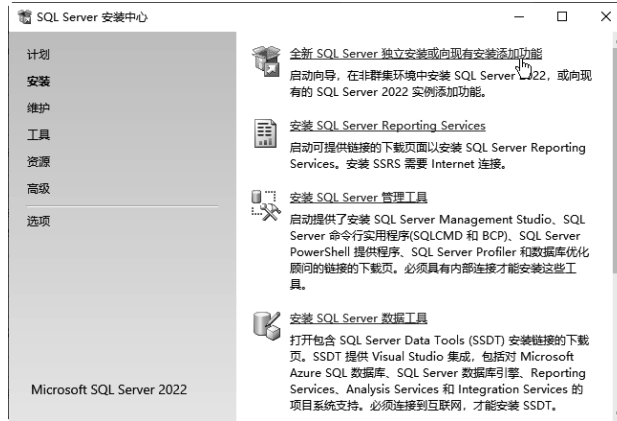 SQL Server 安装中心
计划
安装
维护
工具
资源
高级
选项
Microsoft SQL Server 2022
全新 SQL Server 独立安装或向现有安装添加功能
启动向导，在非群集环境中安装 SQL Server 2022，或向现
有的 SQL Server 2022 实例添加功能。
安装 SQL Server Reporting Services
启动可提供链接的下载页面以安装 SQL Server Reporting
Services。安装 SSRS 需要 Internet 连接。
安装 SQL Server 管理工具
启动提供了安装 SQL Server Management Studio、SQL
Server 命令行实用程序(SQLCMD 和 BCP)、SQL Server
PowerShell 提供程序、SQL Server Profiler 和数据库优化
顾问的链接的下载页。必须具有内部连接才能安装这些工
具。
安装 SQL Server 数据工具
打开包含 SQL Server Data Tools (SSDT) 安装链接的下载
页。SSDT 提供 Visual Studio 集成，包括对 Microsoft
Azure SQL 数据库、SQL Server 数据库引擎、Reporting
Services、Analysis Services 和 Integration Services 的
项目系统支持。必须连接到互联网，才能安装 SSDT。